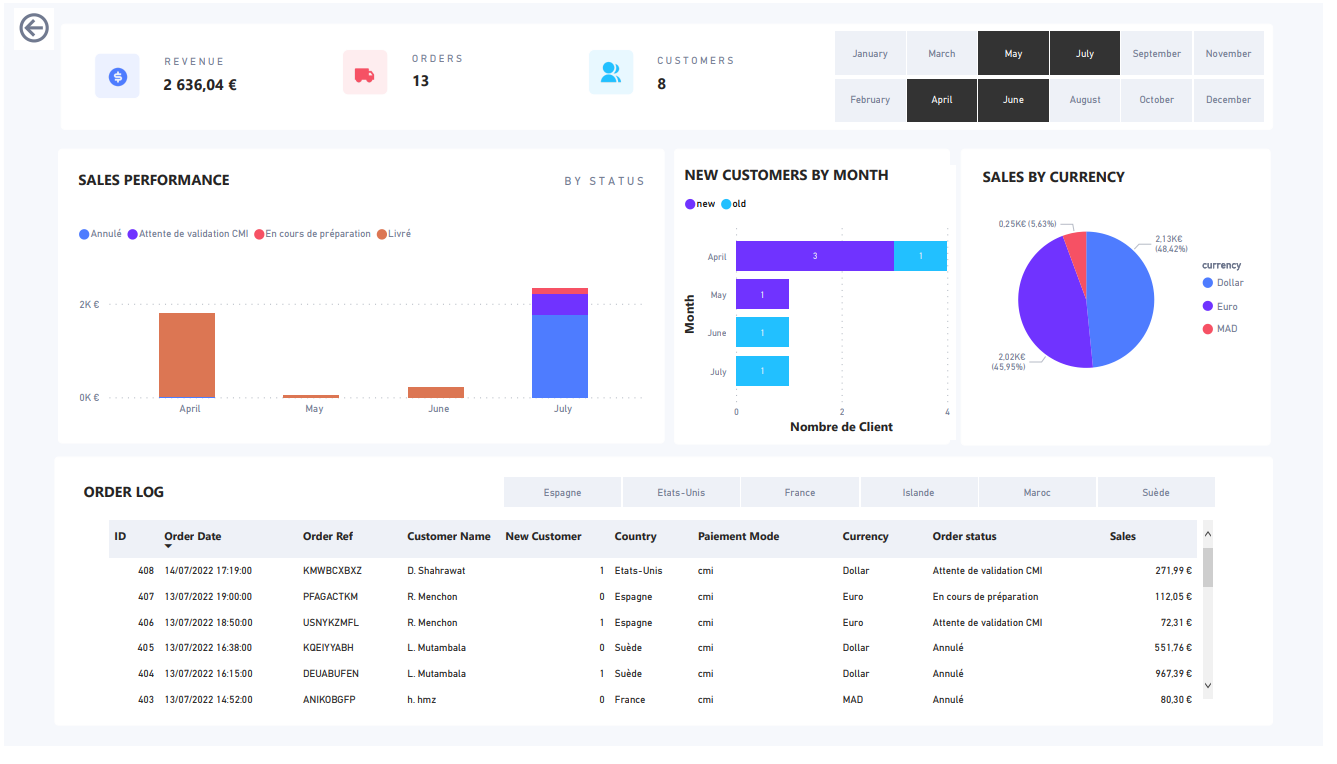 REVENUE
2 636,04 €
ORDERS
13
CUSTOMERS
8
January March May July September November
February April June August October December
SALES PERFORMANCE
BY STATUS
Annulé Attente de validation CMI En cours de préparation Livré
2K €
0K €
April May June July
NEW CUSTOMERS BY MONTH
new old
Month
April 3 1
May 1
June 1
July 1
0 2 4
Nombre de Client
SALES BY CURRENCY
0,25K€ (5,63%)
2,13K€
(48,42%)
2,02K€
(45,95%)
currency
Dollar
Euro
MAD
ORDER LOG
Espagne Etats-Unis France Islande Maroc Suède
ID Order Date Order Ref Customer Name New Customer Country Paiement Mode Currency Order status Sales
408 14/07/2022 17:19:00 KMWBCXBXZ D. Shahrawat 1 Etats-Unis cmi Dollar Attente de validation CMI 271,99 €
407 13/07/2022 19:00:00 PFAGACTKM R. Menchon 0 Espagne cmi Euro En cours de préparation 112,05 €
406 13/07/2022 18:50:00 USNYKZMFL R. Menchon 1 Espagne cmi Euro Attente de validation CMI 72,31 €
405 13/07/2022 16:38:00 KQEIYYABH L. Mutambala 0 Suède cmi Dollar Annulé 551,76 €
404 13/07/2022 16:15:00 DEUABUFEN L. Mutambala 1 Suède cmi Dollar Annulé 967,39 €
403 13/07/2022 14:52:00 ANIKOBGFP h. hmz 0 France cmi MAD Annulé 80,30 €